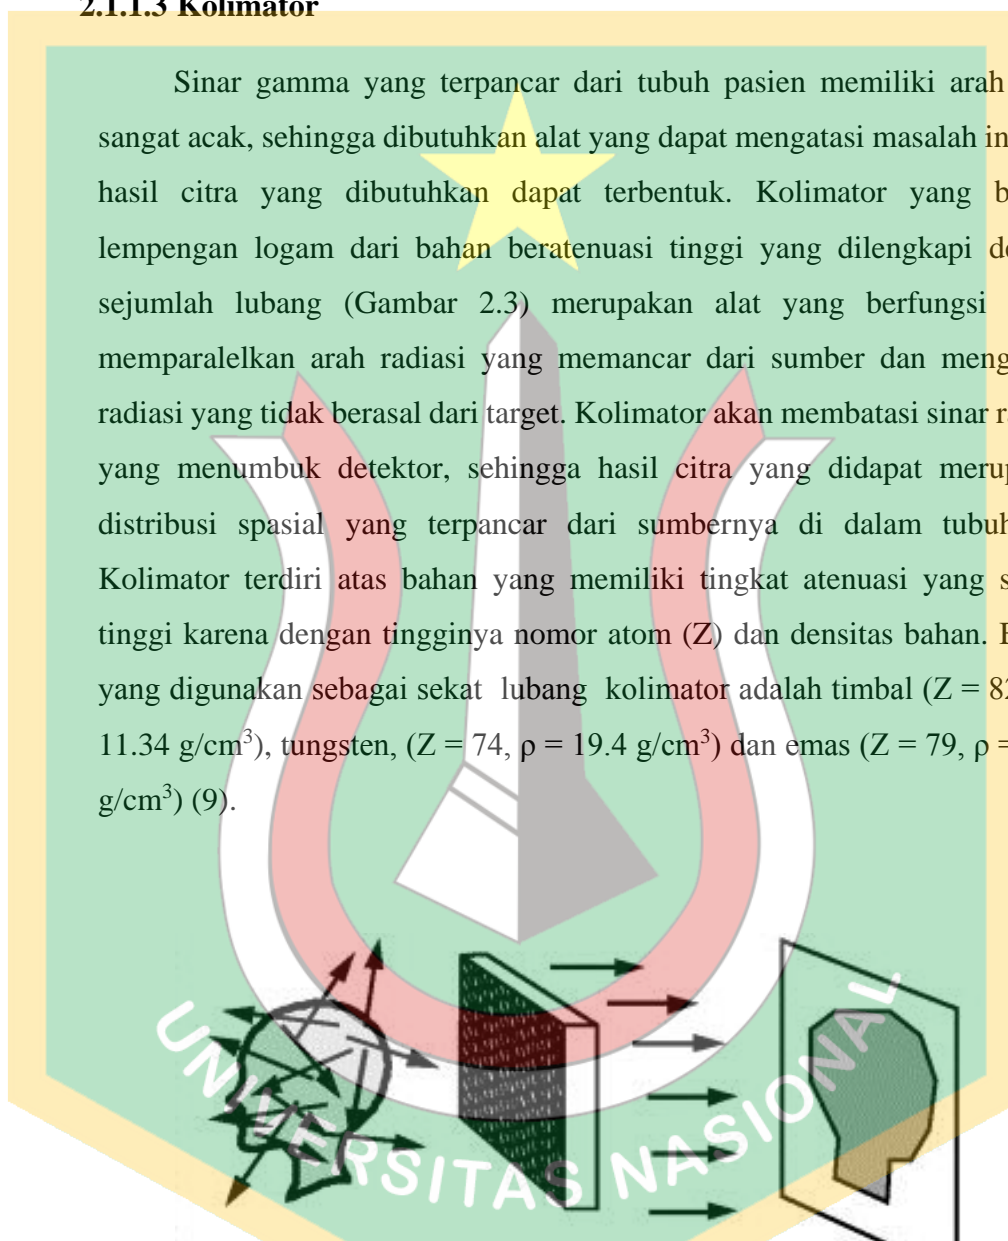 2.1.1.3 Kolimator
Sinar gamma yang terpancar dari tubuh pasien memiliki arah
sangat acak, sehingga dibutuhkan alat yang dapat mengatasi masalah in
hasil citra yang dibutuhkan dapat terbentuk. Kolimator yang b
lempengan logam dari bahan beratenuasi tinggi yang dilengkapi de
sejumlah lubang (Gambar 2.3) merupakan alat yang berfungsi
memparalelkan arah radiasi yang memancar dari sumber dan meng
radiasi yang tidak berasal dari target. Kolimator akan membatasi sinar r
yang menumbuk detektor, sehingga hasil citra yang didapat merup
distribusi spasial yang terpancar dari sumbernya di dalam tubuh
Kolimator terdiri atas bahan yang memiliki tingkat atenuasi yang s
tinggi karena dengan tingginya nomor atom (Z) dan densitas bahan.
yang digunakan sebagai sekat lubang kolimator adalah timbal (Z = 82
11.34 g/cm³), tungsten, (Z = 74, ρ = 19.4 g/cm³) dan emas (Z = 79, ρ =
g/cm³) (9).
UNIVERSITAS NASIONAL